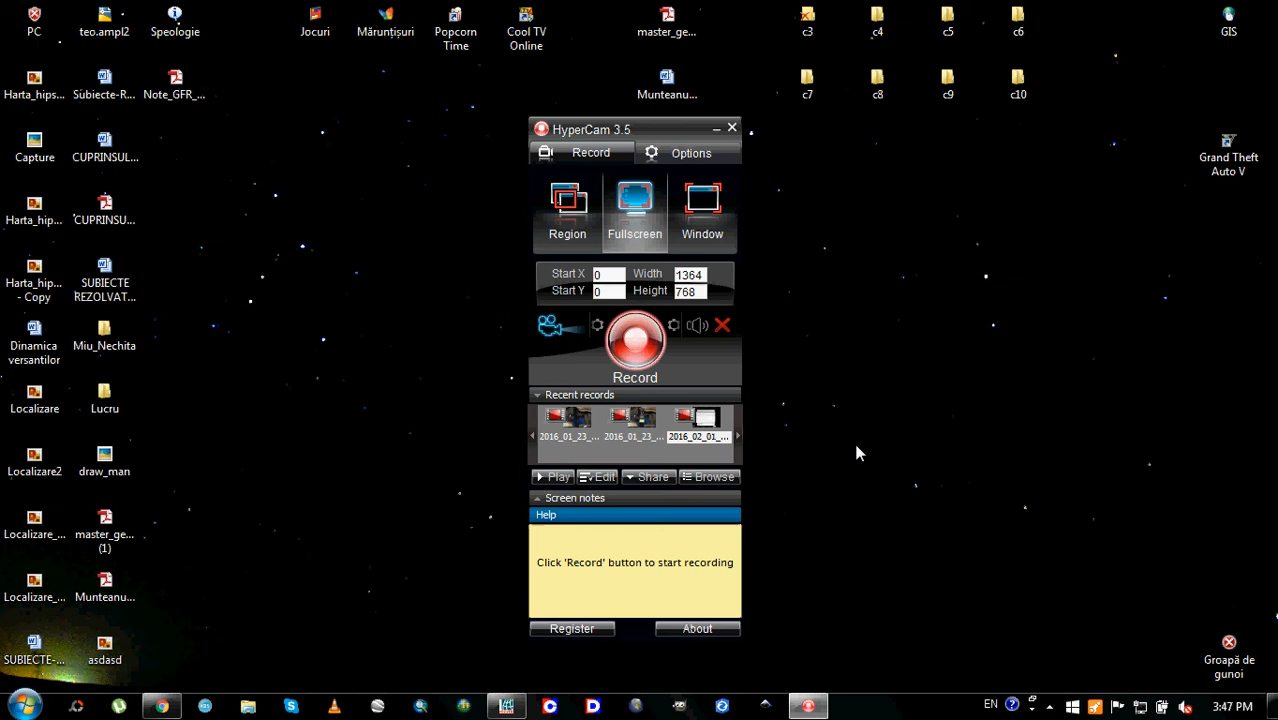 PC
teo.ampl2
Speologie
Jocuri
Mărunțișuri
Popcorn
Time
Cool TV
Online
master_ge...
c3
c4
c5
c6
GIS
Harta_hips...
Subiecte-R...
Note_GFR_...
Munteanu...
c7
c8
c9
c10
Capture
CUPRINSUL...
Grand Theft
Auto V
Harta_hip...
CUPRINSU...
Harta_hip...
- Copy
SUBIECTE
REZOLVAT...
Dinamica
versantilor
Miu_Nechita
Localizare
Lucru
Localizare2
draw_man
Localizare_...
master_ge...
(1)
Localizare_...
Munteanu...
SUBIECTE-...
asdasd
Groapă de
gunoi
HyperCam 3.5
Record
Options
Region
Fullscreen
Window
Start X 0 Width 1364
Start Y 0 Height 768
Record
Recent records
2016_01_23_...
2016_01_23_...
2016_02_01_...
Play
Edit
Share
Browse
Screen notes
Help
Click 'Record' button to start recording
Register
About
EN
3:47 PM